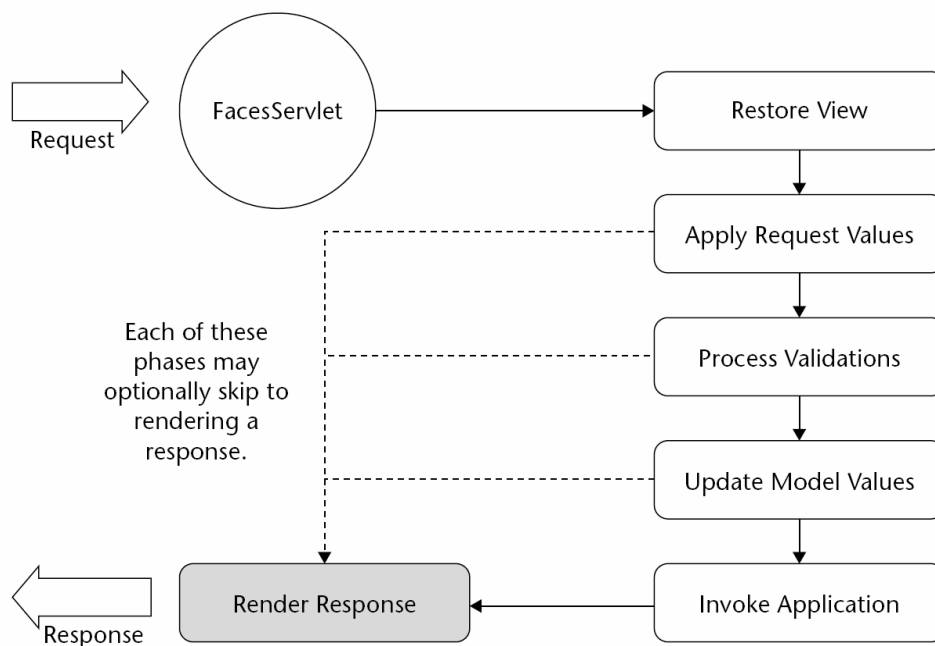 Request
FacesServlet
Restore View
Apply Request Values
Each of these
phases may
optionally skip to
rendering a
response.
Process Validations
Update Model Values
Invoke Application
Render Response
Response